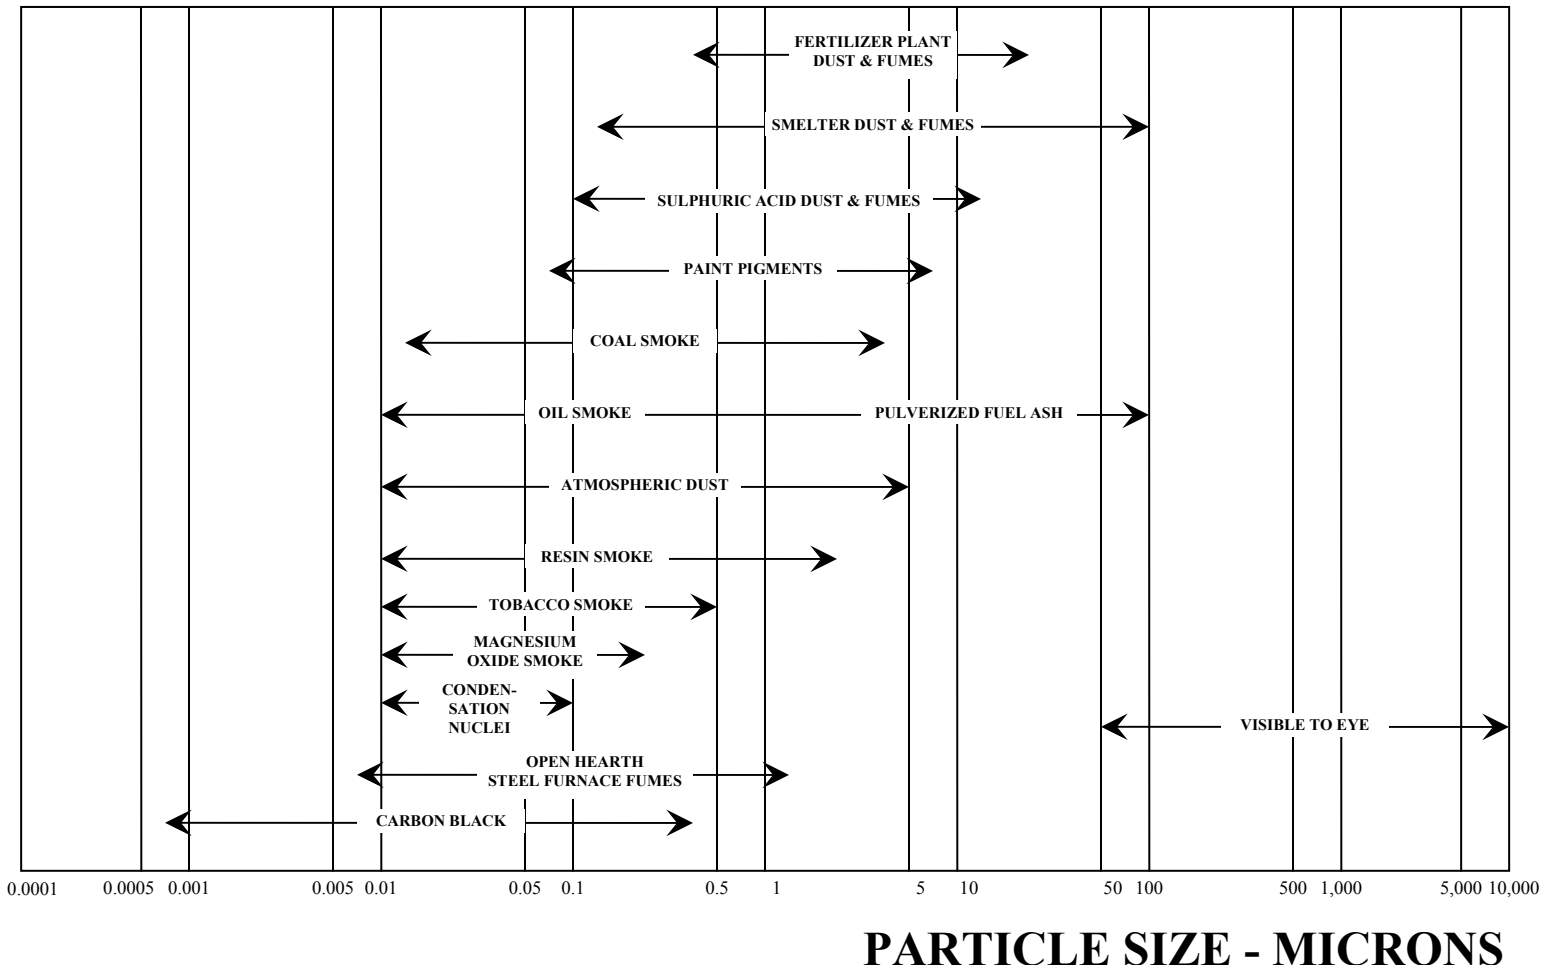 FERTILIZER PLANT
DUST & FUMES
SMELTER DUST & FUMES
SULPHURIC ACID DUST & FUMES
PAINT PIGMENTS
COAL SMOKE
OIL SMOKE PULVERIZED FUEL ASH
ATMOSPHERIC DUST
RESIN SMOKE
TOBACCO SMOKE
MAGNESIUM
OXIDE SMOKE
CONDEN-
SATION
NUCLEI
VISIBLE TO EYE
OPEN HEARTH
STEEL FURNACE FUMES
CARBON BLACK
0.0001 0.0005 0.001 0.005 0.01 0.05 0.1 0.5 1 5 10 50 100 500 1,000 5,000 10,000
PARTICLE SIZE - MICRONS